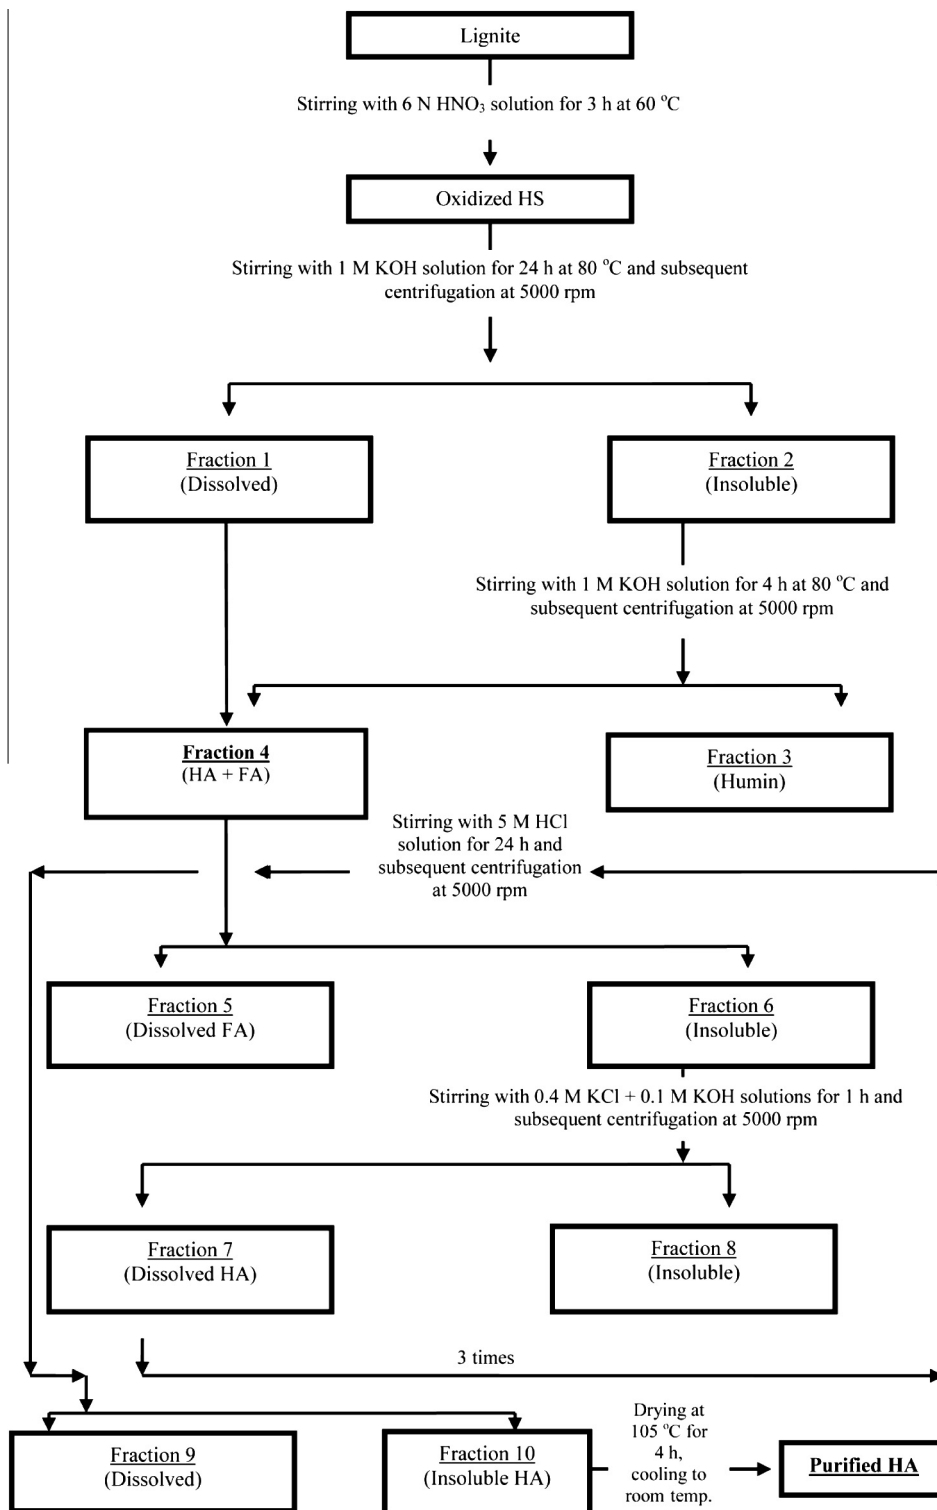 Lignite
Stirring with 6 N HNO₃ solution for 3 h at 60 °C
Oxidized HS
Stirring with 1 M KOH solution for 24 h at 80 °C and subsequent
centrifugation at 5000 rpm
Fraction 1
(Dissolved)
Fraction 2
(Insoluble)
Stirring with 1 M KOH solution for 4 h at 80 °C and
subsequent centrifugation at 5000 rpm
Fraction 4
(HA + FA)
Fraction 3
(Humin)
Stirring with 5 M HCl
solution for 24 h and
subsequent centrifugation
at 5000 rpm
Fraction 5
(Dissolved FA)
Fraction 6
(Insoluble)
Stirring with 0.4 M KCl + 0.1 M KOH solutions for 1 h and
subsequent centrifugation at 5000 rpm
Fraction 7
(Dissolved HA)
Fraction 8
(Insoluble)
3 times
Fraction 9
(Dissolved)
Fraction 10
(Insoluble HA)
Drying at
105 °C for
4 h,
cooling to
room temp.
Purified HA